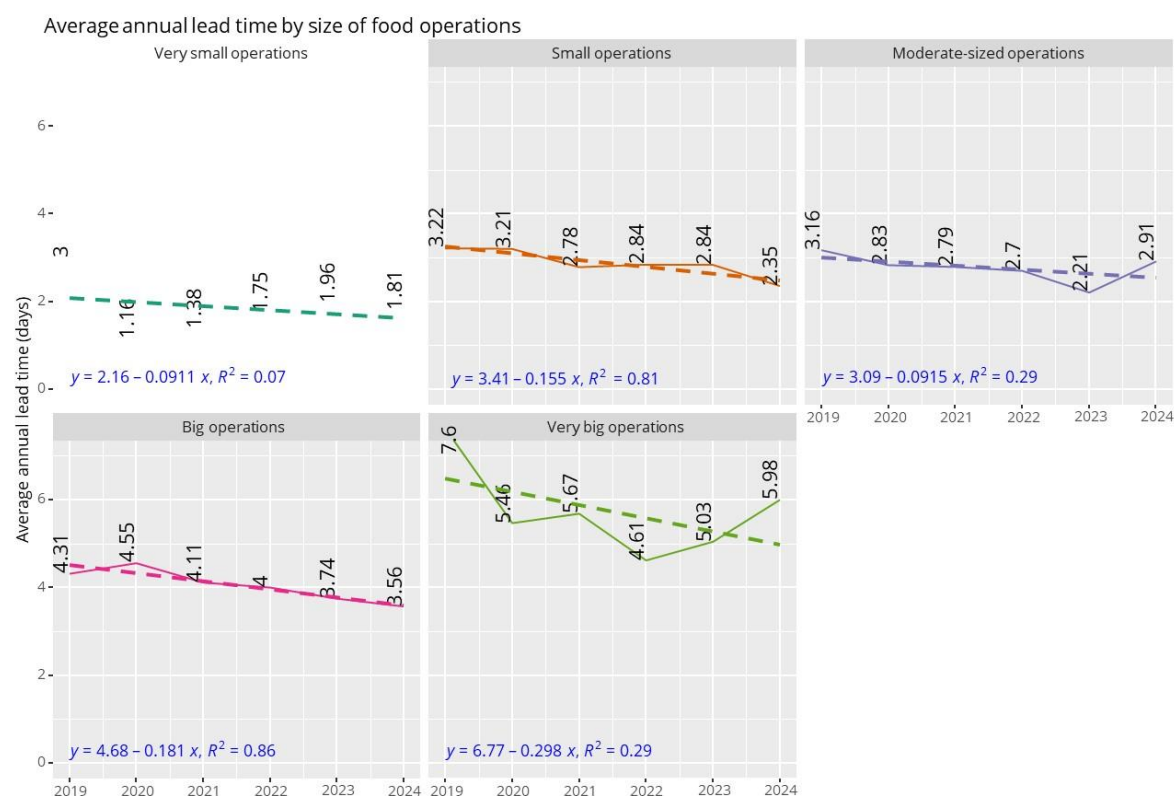 Average annual lead time by size of food operations
Very small operations
Small operations
Moderate-sized operations
Average annual lead time (days)
6
4
2
0
3
1.16
1.38
1.75
1.96
1.81
y = 2.16 – 0.0911 x, R² = 0.07
3.22
3.21
2.78
2.84
2.84
2.35
y = 3.41 – 0.155 x, R² = 0.81
3.16
2.83
2.79
2.7
2.21
2.91
y = 3.09 – 0.0915 x, R² = 0.29
2019 2020 2021 2022 2023 2024
Big operations
Very big operations
6
4
2
0
4.31
4.55
4.11
4
3.74
3.56
y = 4.68 – 0.181 x, R² = 0.86
7.6
5.46
5.67
4.61
5.03
5.98
y = 6.77 – 0.298 x, R² = 0.29
2019 2020 2021 2022 2023 2024
2019 2020 2021 2022 2023 2024